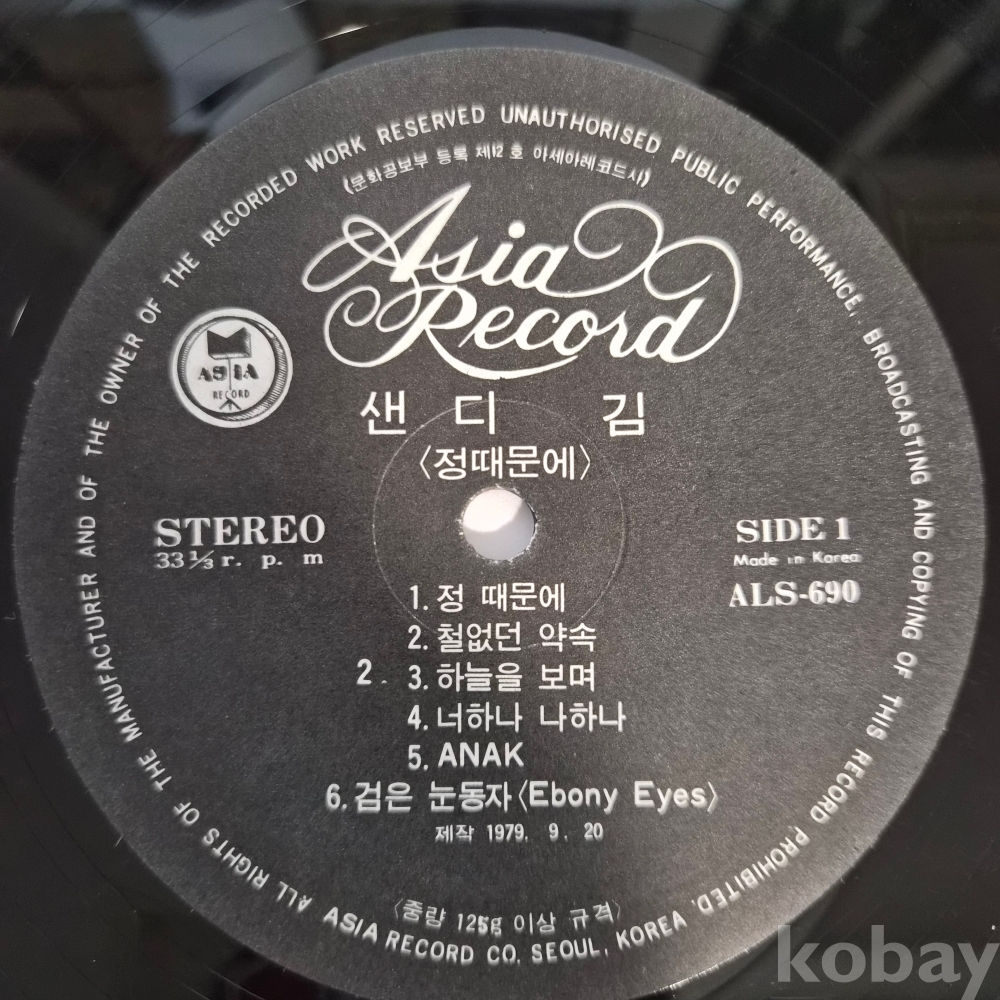 ALL RIGHTS OF THE MANUFACTURER AND OF THE OWNER OF THE RECORDED WORK RESERVED UNAUTHORISED PUBLIC PERFORMANCE, BROADCASTING AND COPYING OF THIS RECORD PROHIBITED.
(문화공보부 등록 제12호 아세아레코드사)
Asia
Record
ASIA
RECORD
샌디 김
〈정때문에〉
STEREO
33⅓ r. p. m
SIDE 1
Made in Korea
ALS-690
1. 정 때문에
2. 철없던 약속
2. 3. 하늘을 보며
4. 너하나 나하나
5. ANAK
6. 검은 눈동자〈Ebony Eyes〉
제작 1979. 9. 20
〈중량 125g 이상 규격〉
ASIA RECORD CO. SEOUL, KOREA
kobay